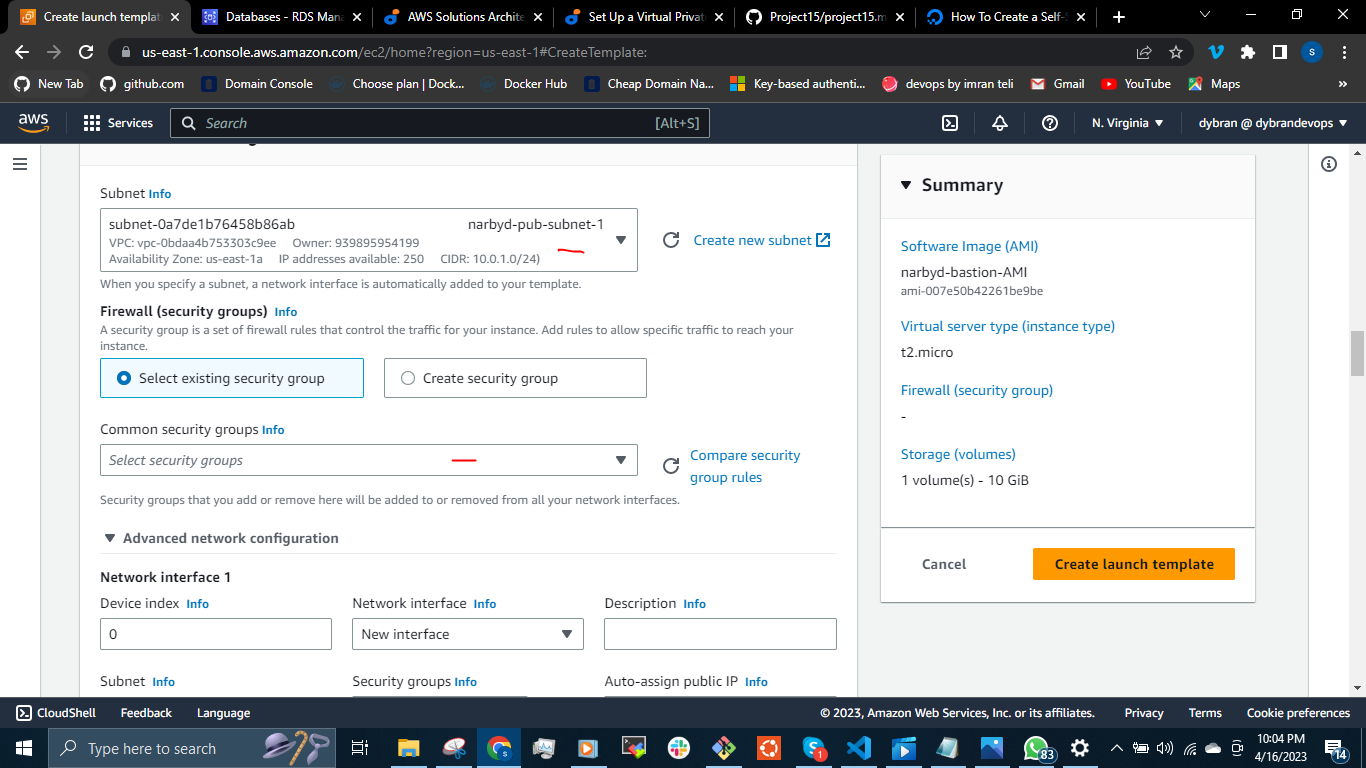 Create launch templat
Databases - RDS Mana
AWS Solutions Archite
Set Up a Virtual Privat
Project15/project15.m
How To Create a Self-S
us-east-1.console.aws.amazon.com/ec2/home?region=us-east-1#CreateTemplate:
S
New Tab
github.com
Domain Console
Choose plan | Dock...
Docker Hub
Cheap Domain Na...
Key-based authenti...
devops by imran teli
Gmail
YouTube
Maps
»
aws
Services
Search
[Alt+S]
N. Virginia
dybran @ dybrandevops
Subnet Info
subnet-0a7de1b76458b86ab narbyd-pub-subnet-1
VPC: vpc-0bdaa4b753303c9ee Owner: 939895954199
Availability Zone: us-east-1a IP addresses available: 250 CIDR: 10.0.1.0/24)
Create new subnet
When you specify a subnet, a network interface is automatically added to your template.
Firewall (security groups) Info
A security group is a set of firewall rules that control the traffic for your instance. Add rules to allow specific traffic to reach your
instance.
Select existing security group
Create security group
Common security groups Info
Select security groups
Compare security
group rules
Security groups that you add or remove here will be added to or removed from all your network interfaces.
Advanced network configuration
Network interface 1
Device index Info
Network interface Info
Description Info
0
New interface
Subnet Info
Security groups Info
Auto-assign public IP Info
Summary
Software Image (AMI)
narbyd-bastion-AMI
ami-007e50b42261be9be
Virtual server type (instance type)
t2.micro
Firewall (security group)
-
Storage (volumes)
1 volume(s) - 10 GiB
Cancel
Create launch template
CloudShell
Feedback
Language
© 2023, Amazon Web Services, Inc. or its affiliates.
Privacy
Terms
Cookie preferences
Type here to search
S
1
83
10:04 PM
4/16/2023
14